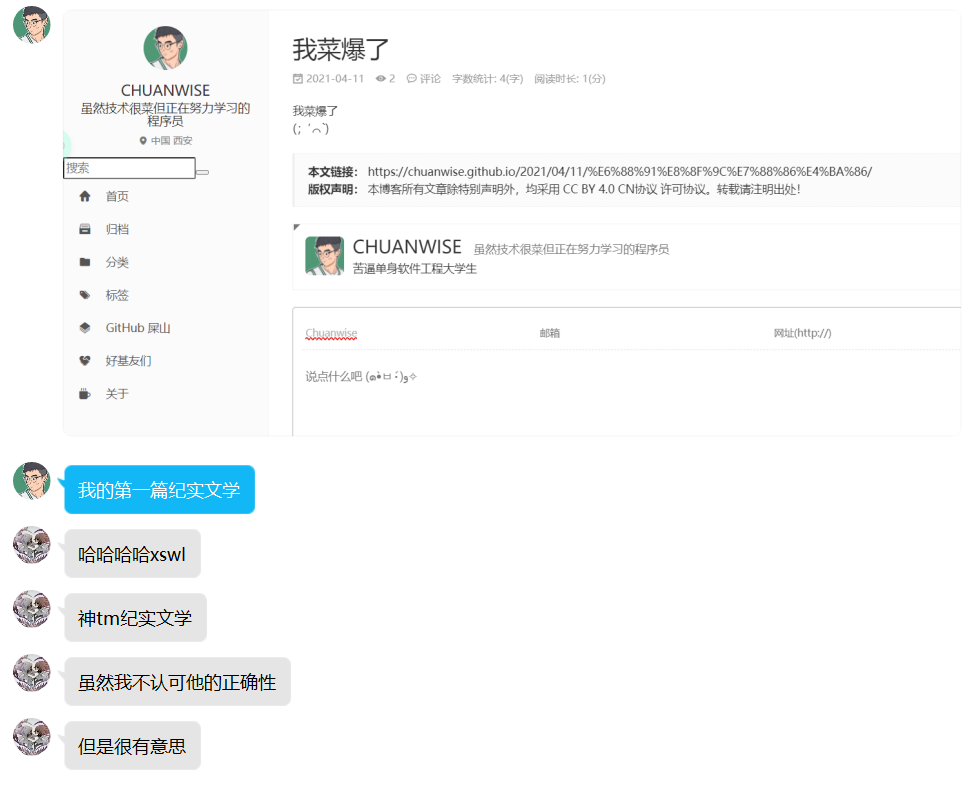 CHUANWISE
虽然技术很菜但正在努力学习的
程序员
中国 西安
搜索
首页
归档
分类
标签
GitHub 屎山
好基友们
关于
我菜爆了
2021-04-11 2 评论 字数统计: 4(字) 阅读时长: 1(分)
我菜爆了
(；′⌒`)
本文链接： https://chuanwise.github.io/2021/04/11/%E6%88%91%E8%8F%9C%E7%88%86%E4%BA%86/
版权声明： 本博客所有文章除特别声明外，均采用 CC BY 4.0 CN协议 许可协议。转载请注明出处！
CHUANWISE 虽然技术很菜但正在努力学习的程序员
苦逼单身软件工程大学生
Chuanwise 邮箱 网址(http://)
说点什么吧 (๑•̀ㅂ•́)و✧
我的第一篇纪实文学
哈哈哈哈xswl
神tm纪实文学
虽然我不认可他的正确性
但是很有意思